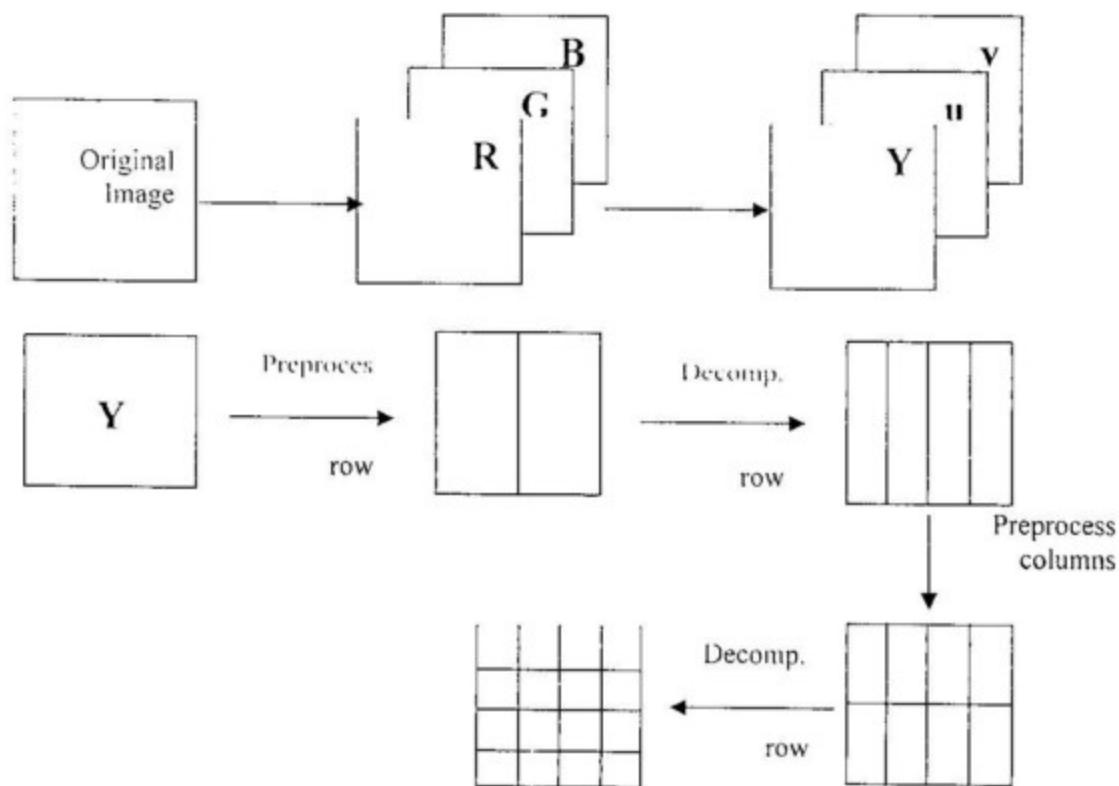 B
G
R
v
u
Y
Original
Image
Y
Preproces
row
Decomp.
row
Preprocess
columns
Decomp.
row